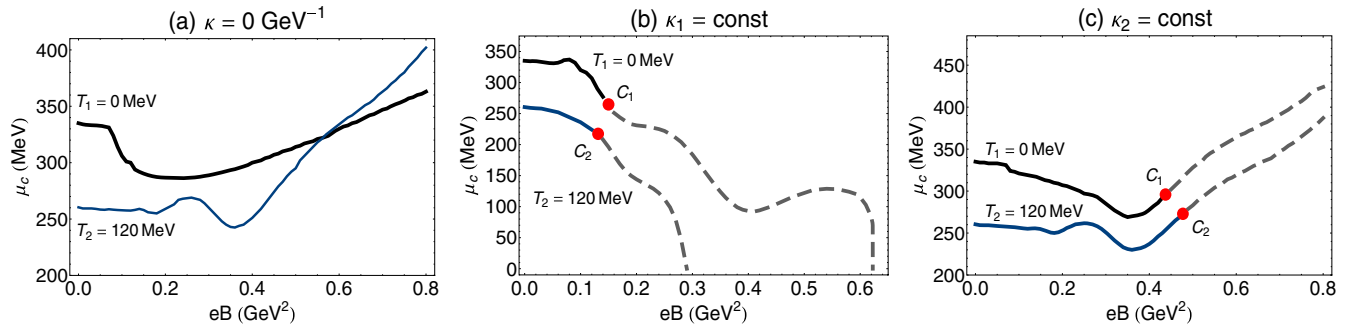 (a) κ = 0 GeV⁻¹
400
350
300
250
200
μc (MeV)
T₁ = 0 MeV
T₂ = 120 MeV
0.0 0.2 0.4 0.6 0.8
eB (GeV²)
(b) κ₁ = const
350
300
250
200
150
100
50
0
μc (MeV)
T₁ = 0 MeV
C₁
C₂
T₂ = 120 MeV
0.0 0.1 0.2 0.3 0.4 0.5 0.6
eB (GeV²)
(c) κ₂ = const
450
400
350
300
250
200
μc (MeV)
T₁ = 0 MeV
C₁
T₂ = 120 MeV
C₂
0.0 0.2 0.4 0.6 0.8
eB (GeV²)